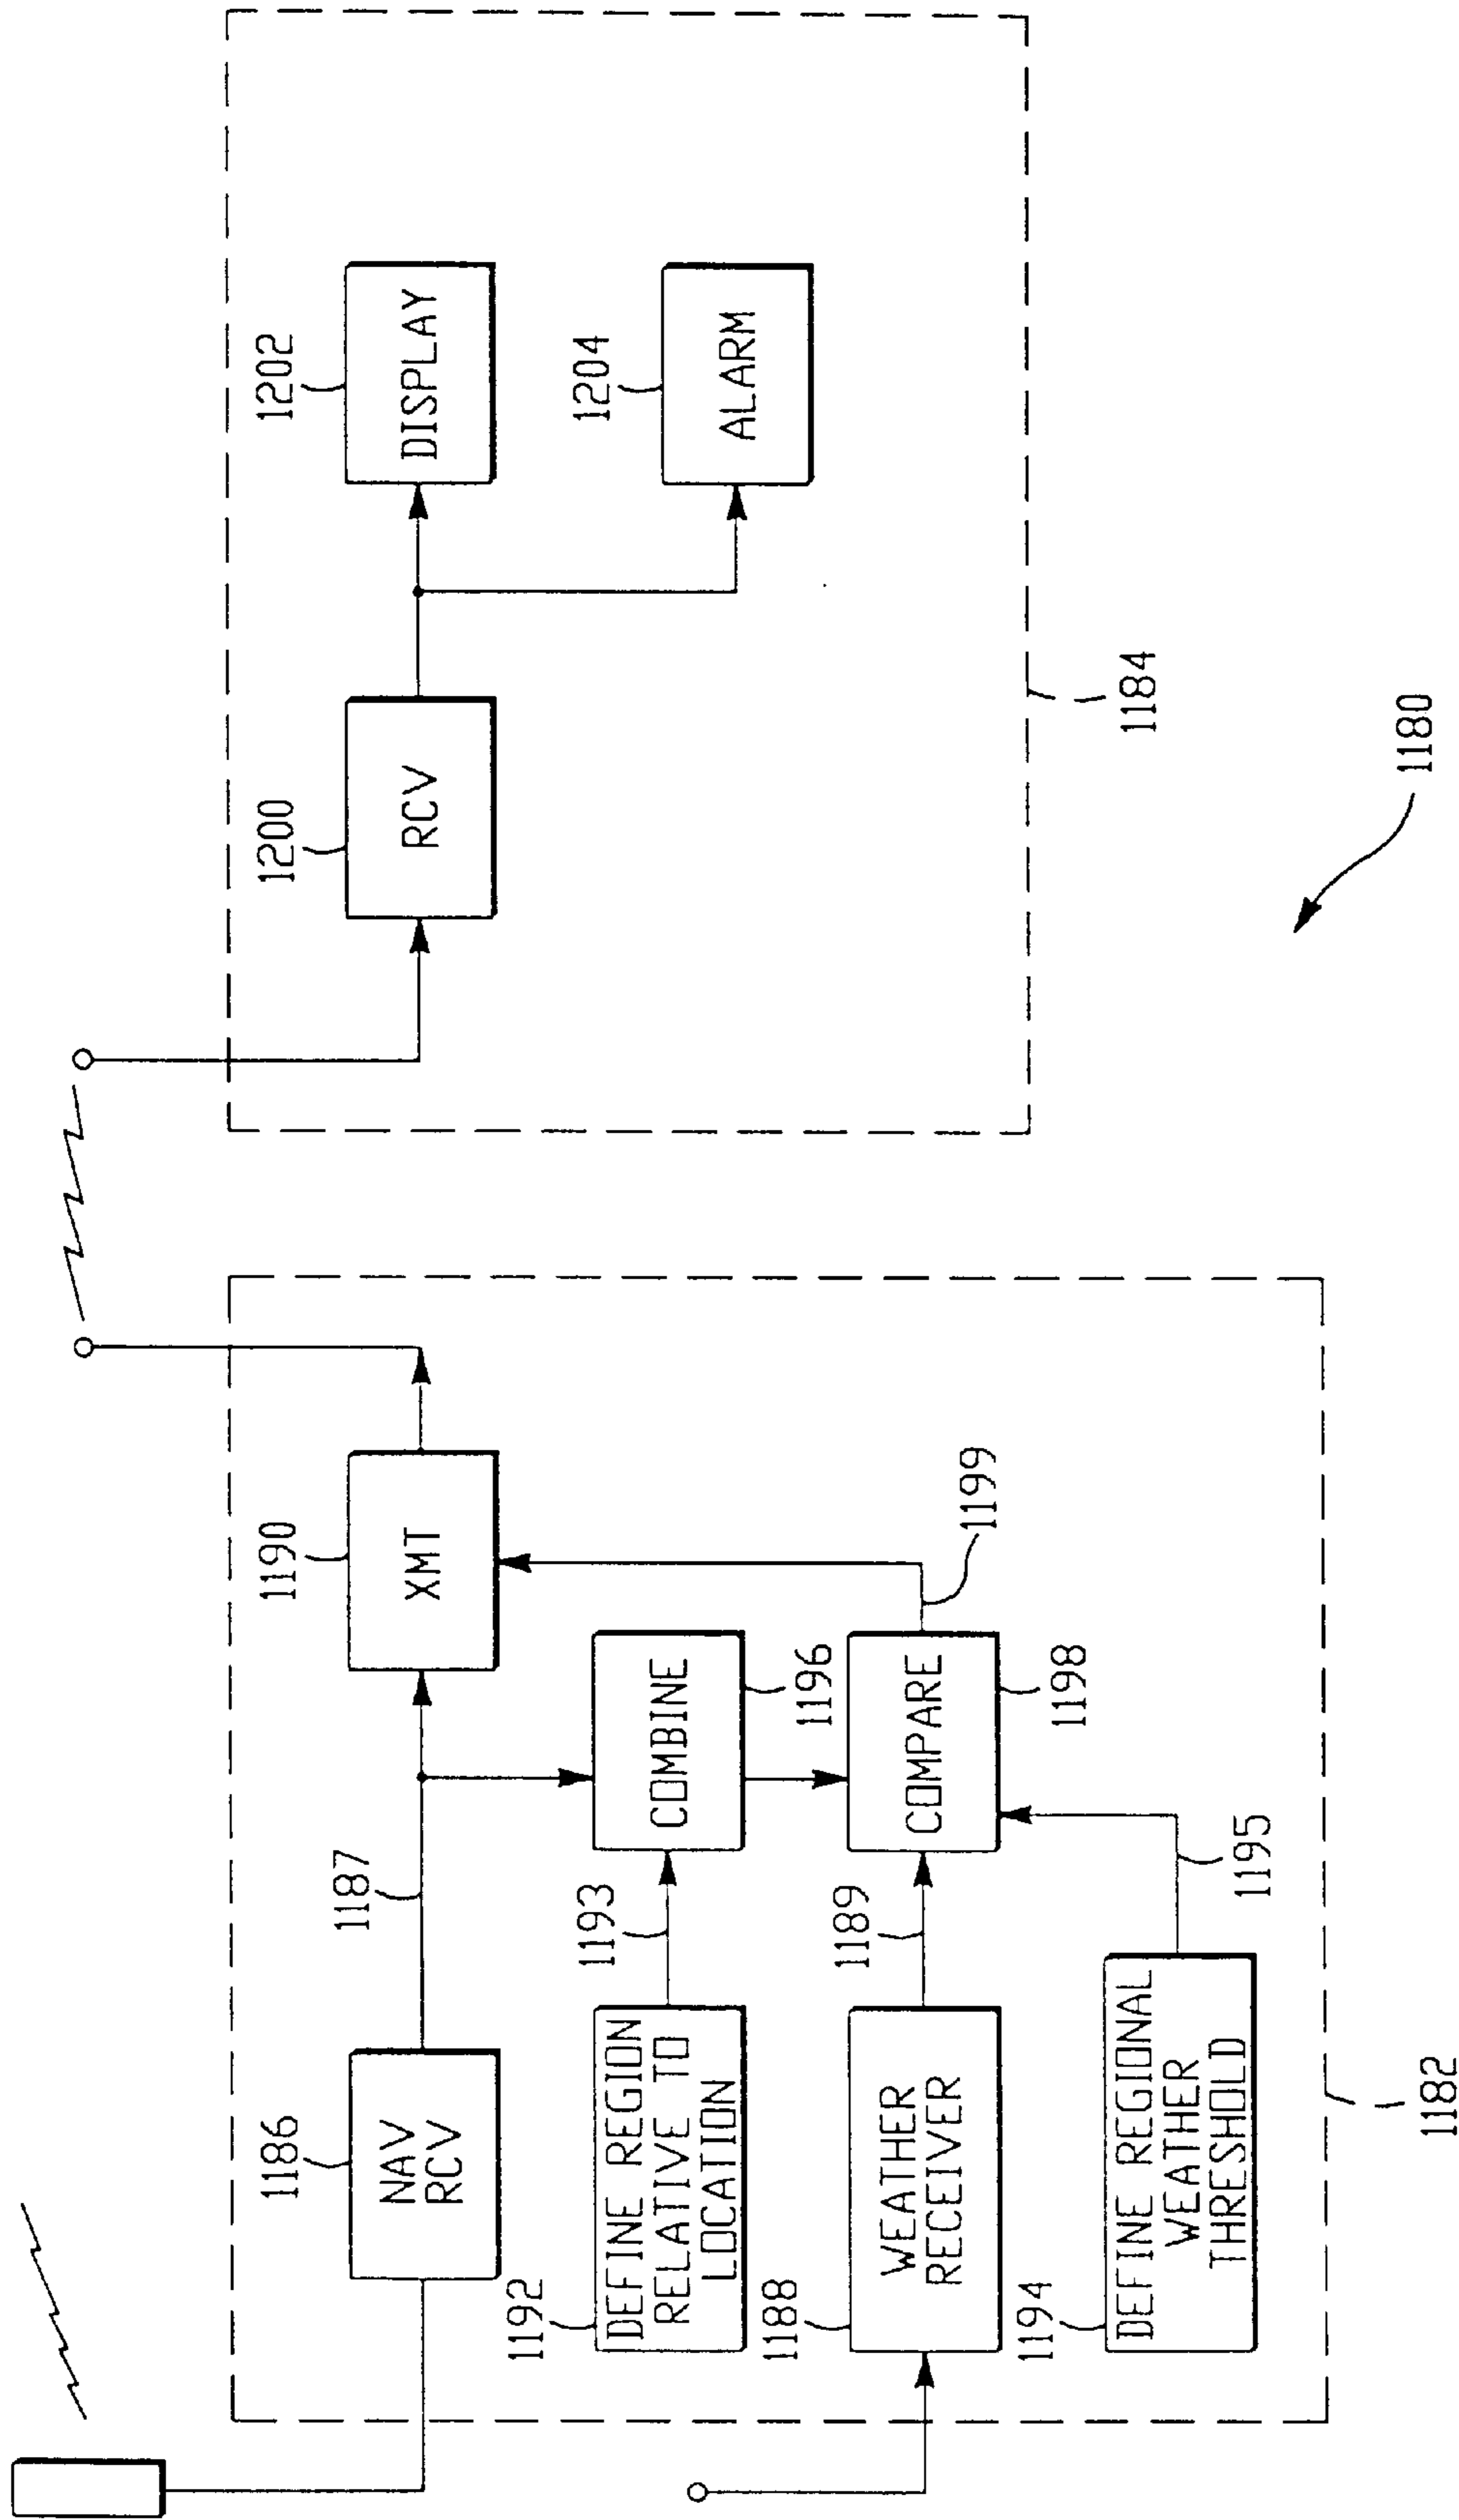 1186
NAV
RCV
1187
1190
XMT
1192
DEFINE REGION
RELATIVE TO
LOCATION
1193
COMBINE
1196
1188
WEATHER
RECEIVER
1189
COMPARE
1198
1199
1194
DEFINE REGIONAL
WEATHER
THRESHOLD
1195
1182
1200
RCV
1202
DISPLAY
1204
ALARM
1184
1180